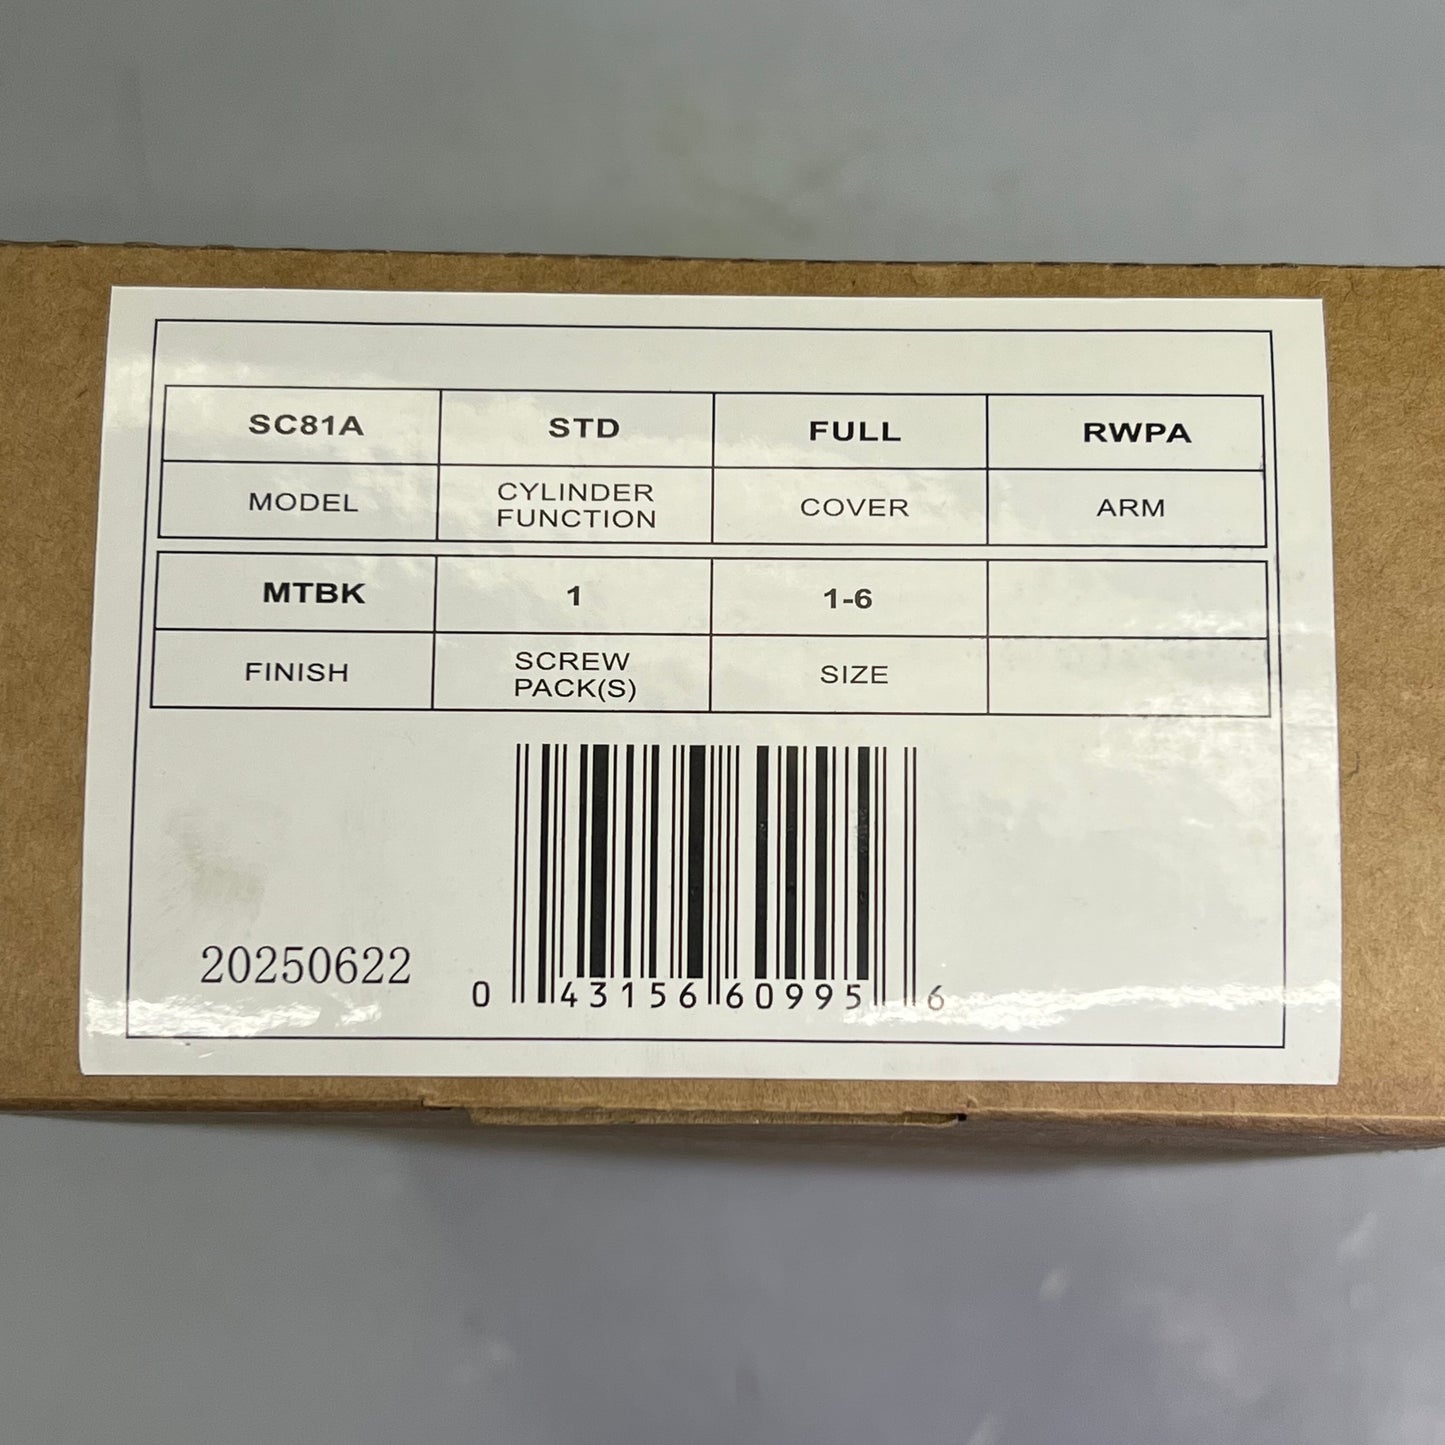 SC81A STD FULL RWPA
MODEL CYLINDER FUNCTION COVER ARM
MTBK 1 1-6
FINISH SCREW PACK(S) SIZE
20250622
0 43156 60995 6